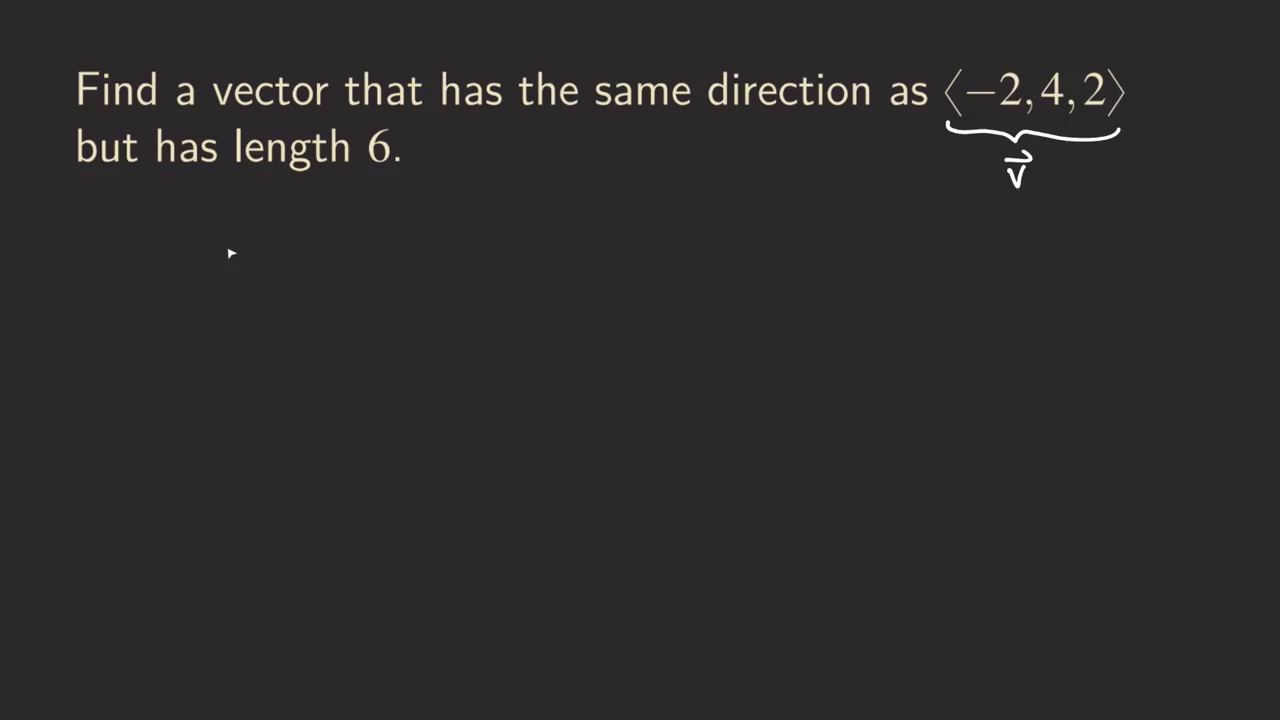 Find a vector that has the same direction as ⟨−2, 4, 2⟩
but has length 6.
v⃗